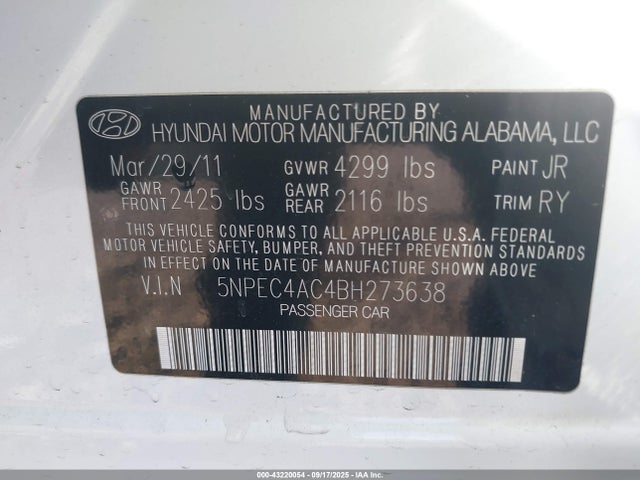 MANUFACTURED BY
HYUNDAI MOTOR MANUFACTURING ALABAMA, LLC
Mar/29/11 GVWR 4299 lbs PAINT JR
GAWR FRONT 2425 lbs GAWR REAR 2116 lbs TRIM RY
THIS VEHICLE CONFORMS TO ALL APPLICABLE U.S.A. FEDERAL
MOTOR VEHICLE SAFETY, BUMPER, AND THEFT PREVENTION STANDARDS
IN EFFECT ON THE DATE OF MANUFACTURE SHOWN ABOVE.
V.I.N 5NPEC4AC4BH273638
PASSENGER CAR
000-43220054 - 09/17/2025 - IAAI.COM